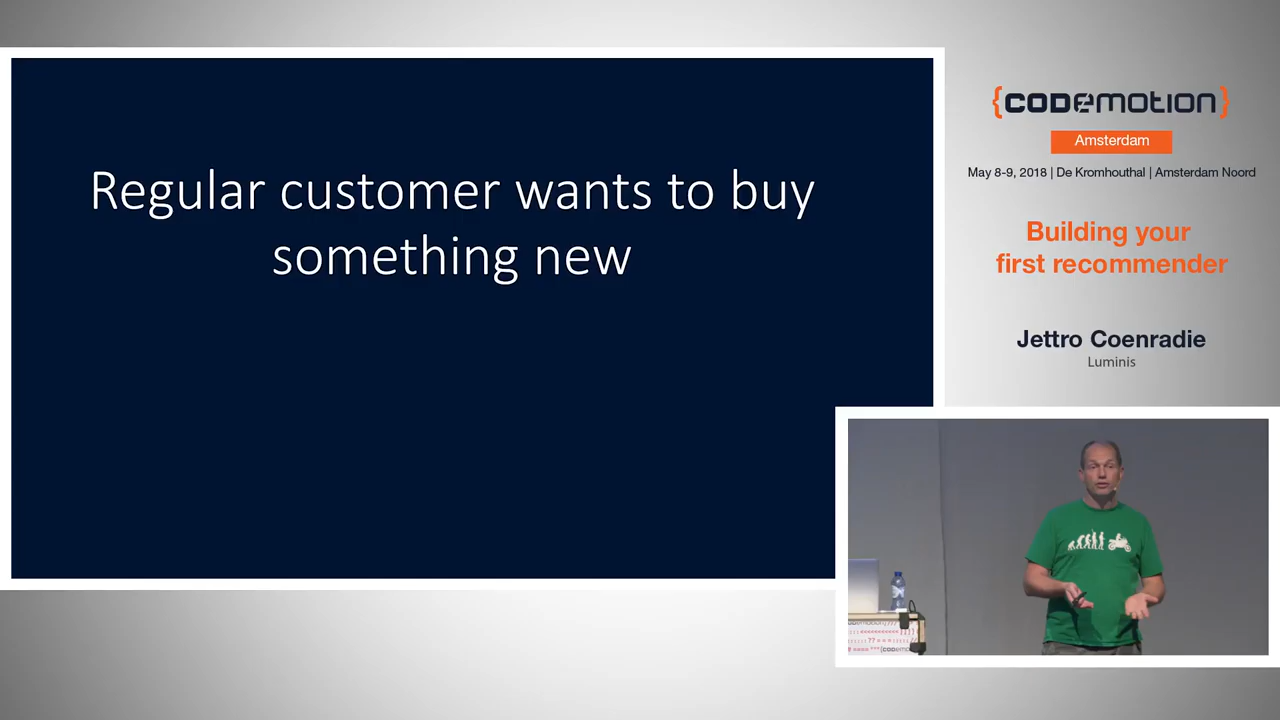 Regular customer wants to buy
something new
{CODEMOTION}
Amsterdam
May 8-9, 2018 | De Kromhouthal | Amsterdam Noord
Building your
first recommender
Jettro Coenradie
Luminis